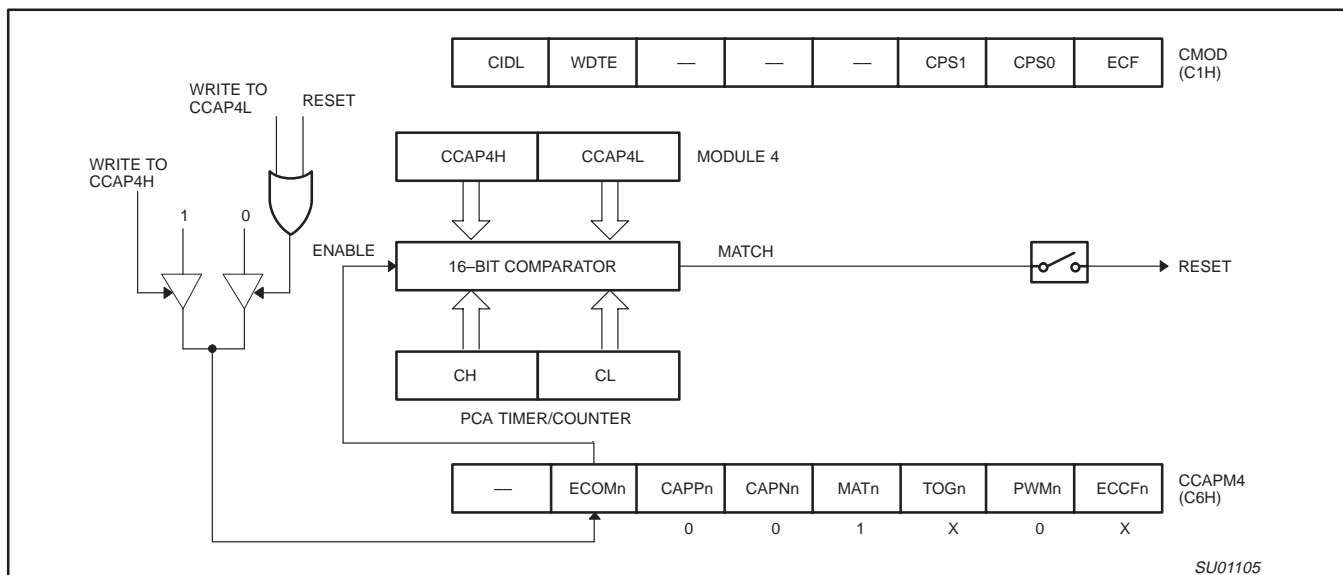 CIDL WDTE — — — CPS1 CPS0 ECF CMOD
(C1H)
WRITE TO
CCAP4L
RESET
WRITE TO
CCAP4H
CCAP4H CCAP4L MODULE 4
1 0
ENABLE
16–BIT COMPARATOR
MATCH
RESET
CH CL
PCA TIMER/COUNTER
— ECOMn CAPPn CAPNn MATn TOGn PWMn ECCFn CCAPM4
(C6H)
0 0 1 X 0 X
SU01105